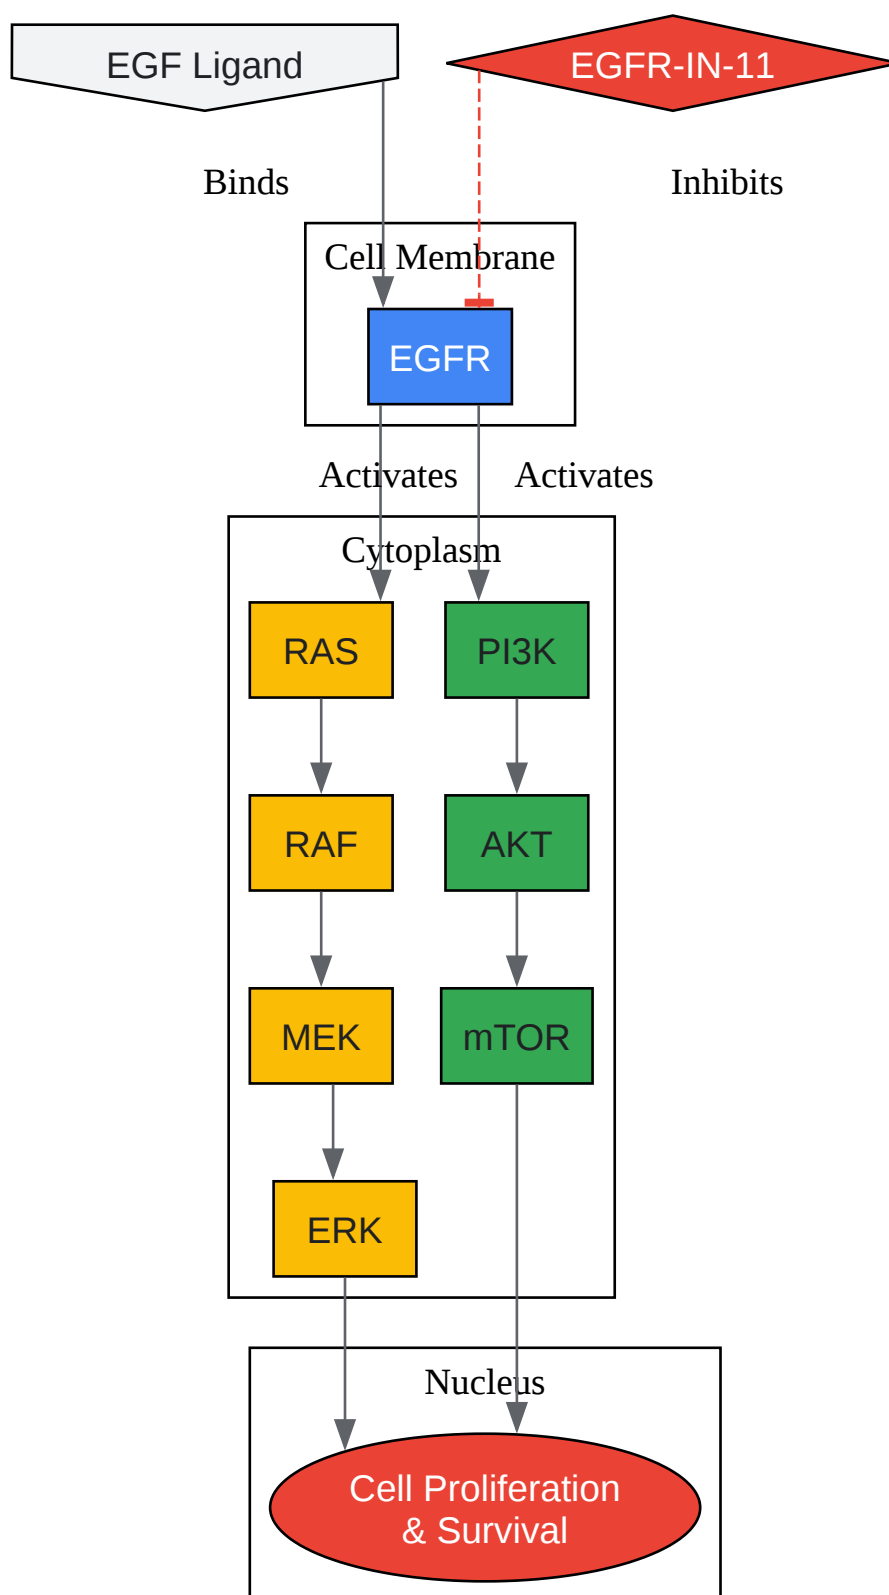 EGF Ligand
EGFR-IN-11
Binds
Inhibits
Cell Membrane
EGFR
Activates
Activates
Cytoplasm
RAS
PI3K
RAF
AKT
MEK
mTOR
ERK
Nucleus
Cell Proliferation
& Survival